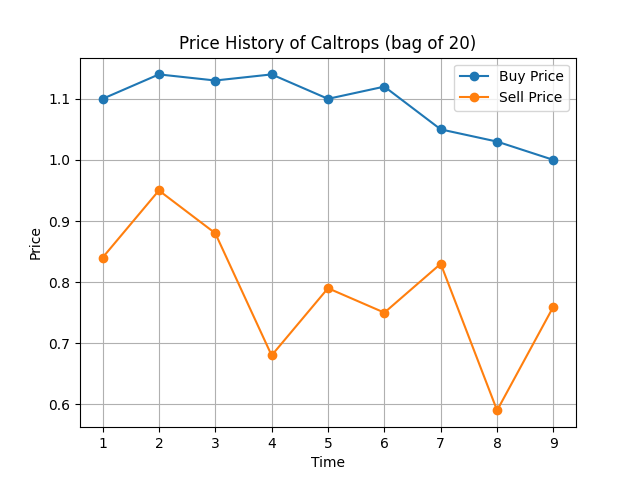 Price History of Caltrops (bag of 20)
Buy Price
Sell Price
Price
1.1
1.0
0.9
0.8
0.7
0.6
1 2 3 4 5 6 7 8 9
Time